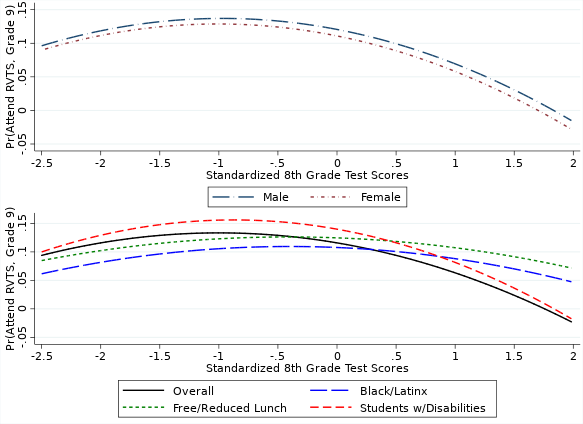 Pr(Attend RVTS, Grade 9)
.15
.1
.05
0
-.05
-2.5 -2 -1.5 -1 -.5 0 .5 1 1.5 2
Standardized 8th Grade Test Scores
Male Female
Pr(Attend RVTS, Grade 9)
.15
.1
.05
0
-.05
-2.5 -2 -1.5 -1 -.5 0 .5 1 1.5 2
Standardized 8th Grade Test Scores
Overall Black/Latinx
Free/Reduced Lunch Students w/Disabilities